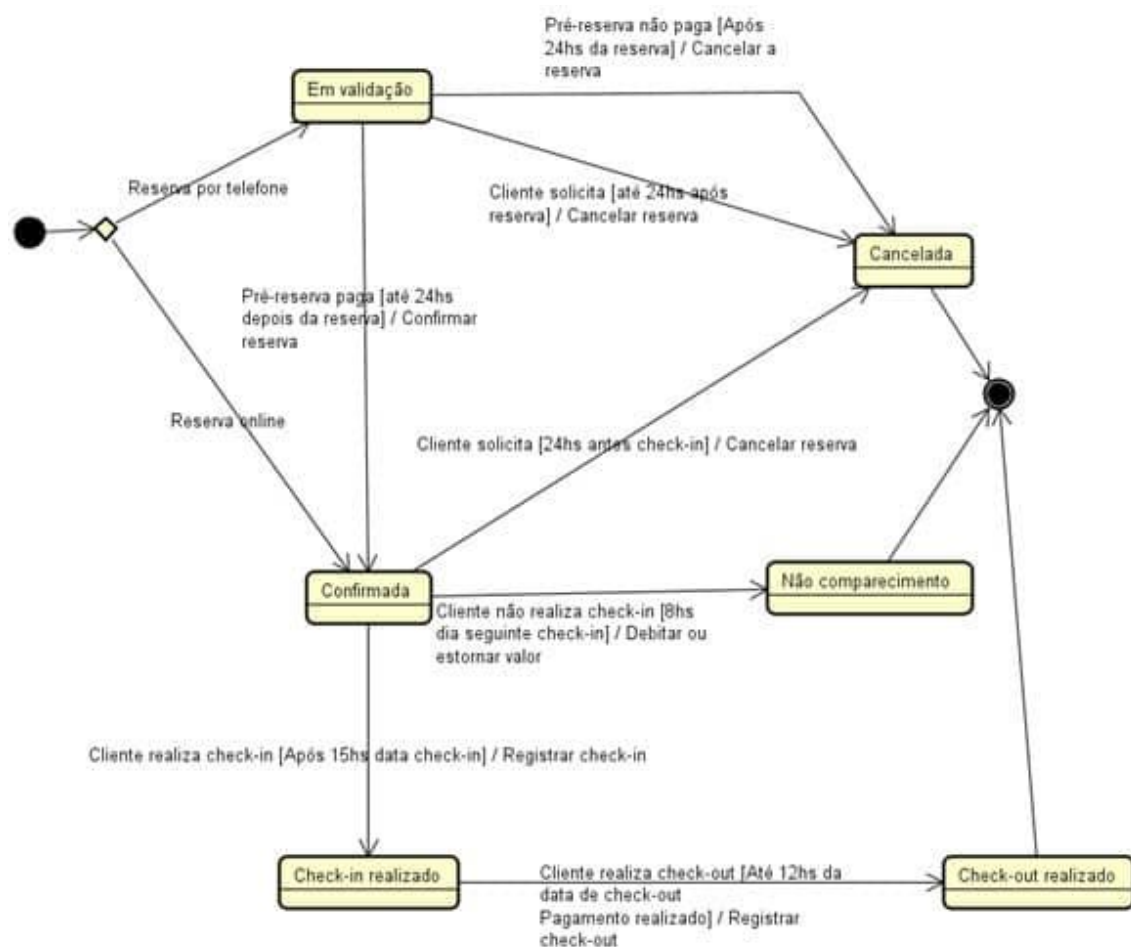 Pré-reserva não paga [Após
24hs da reserva] / Cancelar a
reserva
Em validação
Reserva por telefone
Cliente solicita [até 24hs após
reserva] / Cancelar reserva
Cancelada
Pré-reserva paga [até 24hs
depois da reserva] / Confirmar
reserva
Reserva online
Cliente solicita [24hs antes check-in] / Cancelar reserva
Confirmada
Não comparecimento
Cliente não realiza check-in [8hs
dia seguinte check-in] / Debitar ou
estornar valor
Cliente realiza check-in [Após 15hs data check-in] / Registrar check-in
Check-in realizado
Cliente realiza check-out [Até 12hs da
data de check-out
Pagamento realizado] / Registrar
check-out
Check-out realizado